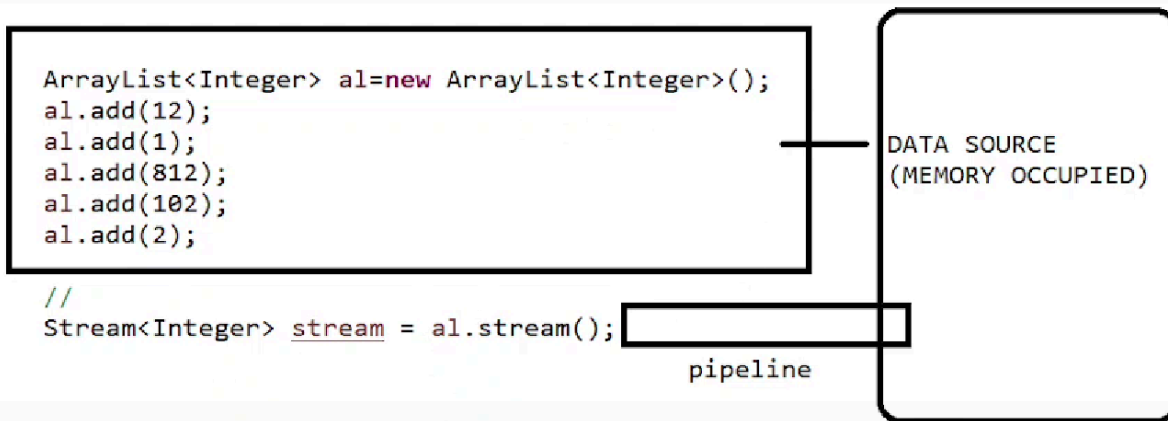 ArrayList<Integer> al=new ArrayList<Integer>();
al.add(12);
al.add(1);
al.add(812);
al.add(102);
al.add(2);
DATA SOURCE
(MEMORY OCCUPIED)
//
Stream<Integer> stream = al.stream();
pipeline